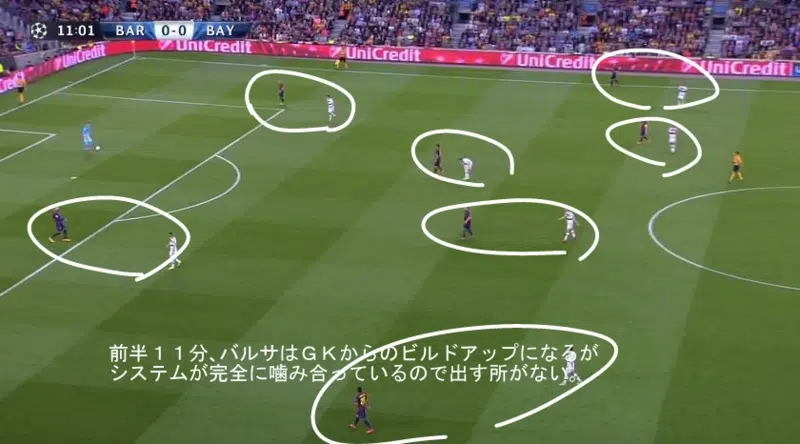 11:01 BAR 0-0 BAY
UniCredit
UniCredit
UniCredit
UniCredit
前半１１分、バルサはＧＫからのビルドアップになるが
システムが完全に噛み合っているので出す所がない